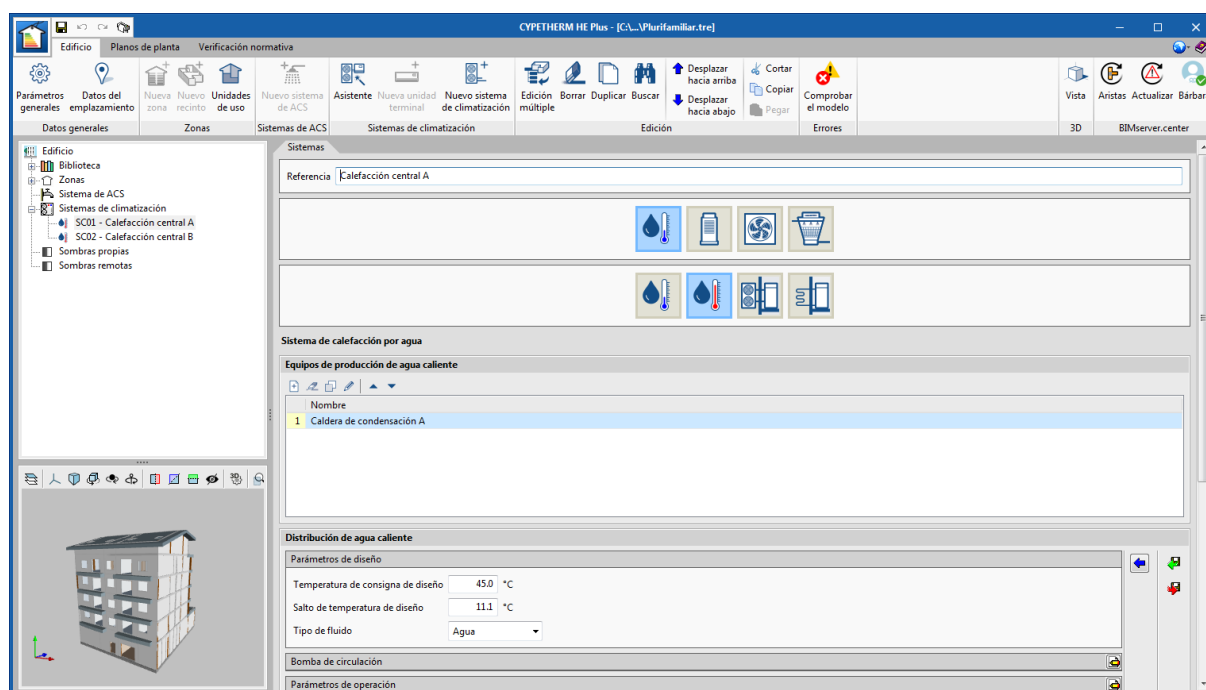 CYPETHERM HE Plus - [C:\...\Plurifamiliar.tre]
Edificio Planos de planta Verificación normativa
Parámetros generales
Datos del emplazamiento
Nueva zona
Nuevo recinto
Unidades de uso
Nuevo sistema de ACS
Asistente
Nueva unidad terminal
Nuevo sistema de climatización
Edición múltiple
Borrar
Duplicar
Buscar
Desplazar hacia arriba
Desplazar hacia abajo
Cortar
Copiar
Pegar
Comprobar el modelo
Vista
Aristas
Actualizar
Bárbar
Datos generales
Zonas
Sistemas de ACS
Sistemas de climatización
Edición
Errores
3D
BIMserver.center
Edificio
Biblioteca
Zonas
Sistema de ACS
Sistemas de climatización
SC01 - Calefacción central A
SC02 - Calefacción central B
Sombras propias
Sombras remotas
3D
Sistemas
Referencia Calefacción central A
Sistema de calefacción por agua
Equipos de producción de agua caliente
Nombre
1 Caldera de condensación A
Distribución de agua caliente
Parámetros de diseño
Temperatura de consigna de diseño 45.0 °C
Salto de temperatura de diseño 11.1 °C
Tipo de fluido Agua
Bomba de circulación
Parámetros de operación